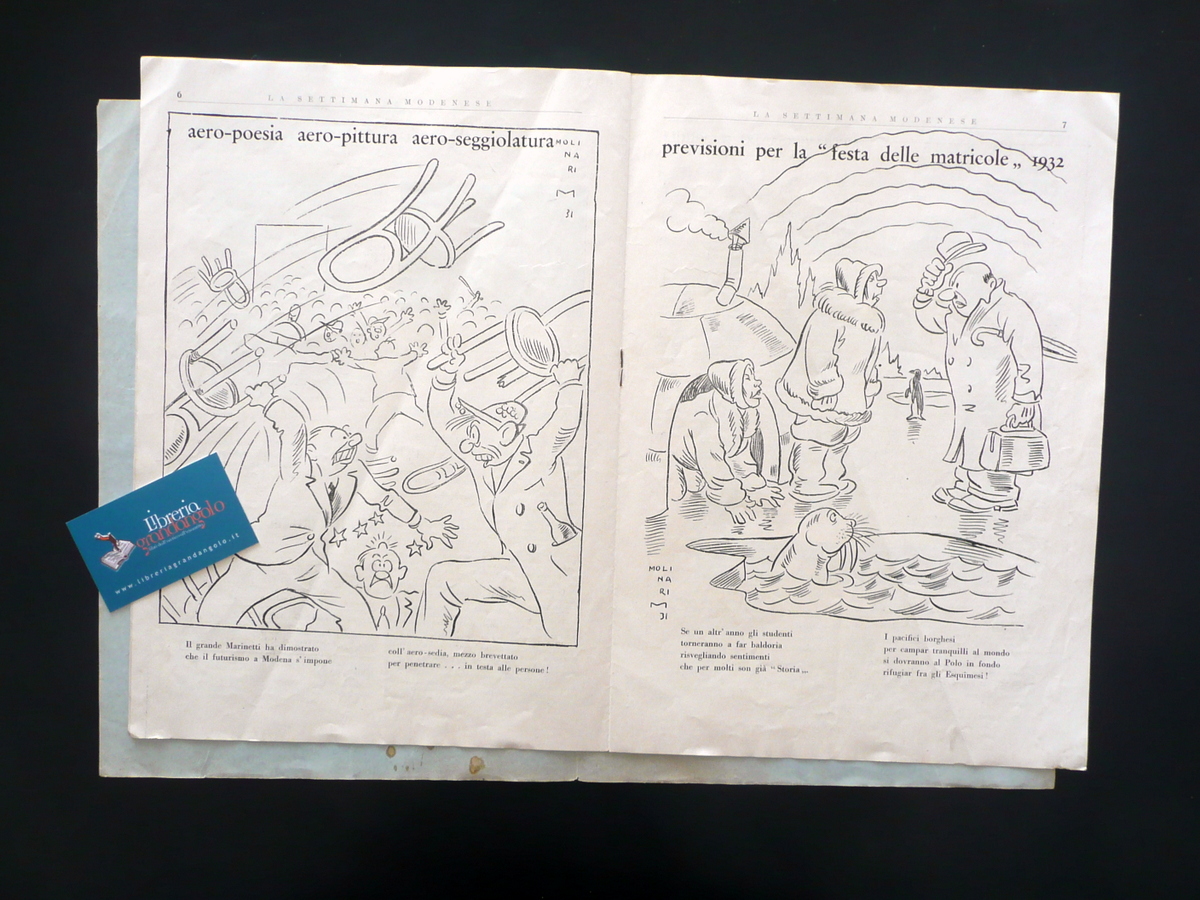 6
LA SETTIMANA MODENESE
aero-poesia aero-pittura aero-seggiolatura
MOLI
NA
RI
M
31
Il grande Marinetti ha dimostrato
che il futurismo a Modena s'impone
coll'aero-sedia, mezzo brevettato
per penetrare . . . in testa alle persone!
Libreria
grandangolo
www.libreriagrandangolo.it
LA SETTIMANA MODENESE
7
previsioni per la "festa delle matricole„ 1932
MOLI
NA
RI
M
31
Se un altr'anno gli studenti
torneranno a far baldoria
risvegliando sentimenti
che per molti son già "Storia„
I pacifici borghesi
per campar tranquilli al mondo
si dovranno al Polo in fondo
rifugiar fra gli Esquimesi!